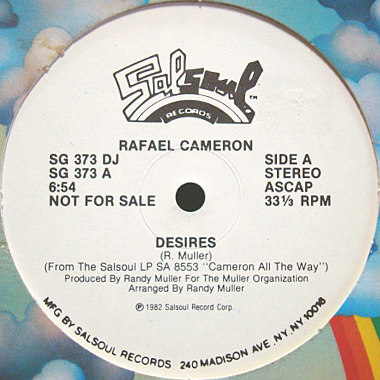 Salsoul ™
RECORDS
RAFAEL CAMERON
SG 373 DJ
SG 373 A
6:54
NOT FOR SALE
SIDE A
STEREO
ASCAP
33⅓ RPM
DESIRES
(R. Muller)
(From The Salsoul LP SA 8553 "Cameron All The Way")
Produced By Randy Muller For The Muller Organization
Arranged By Randy Muller
℗ 1982 Salsoul Record Corp.
MFG BY SALSOUL RECORDS 240 MADISON AVE. N.Y. NY 10016